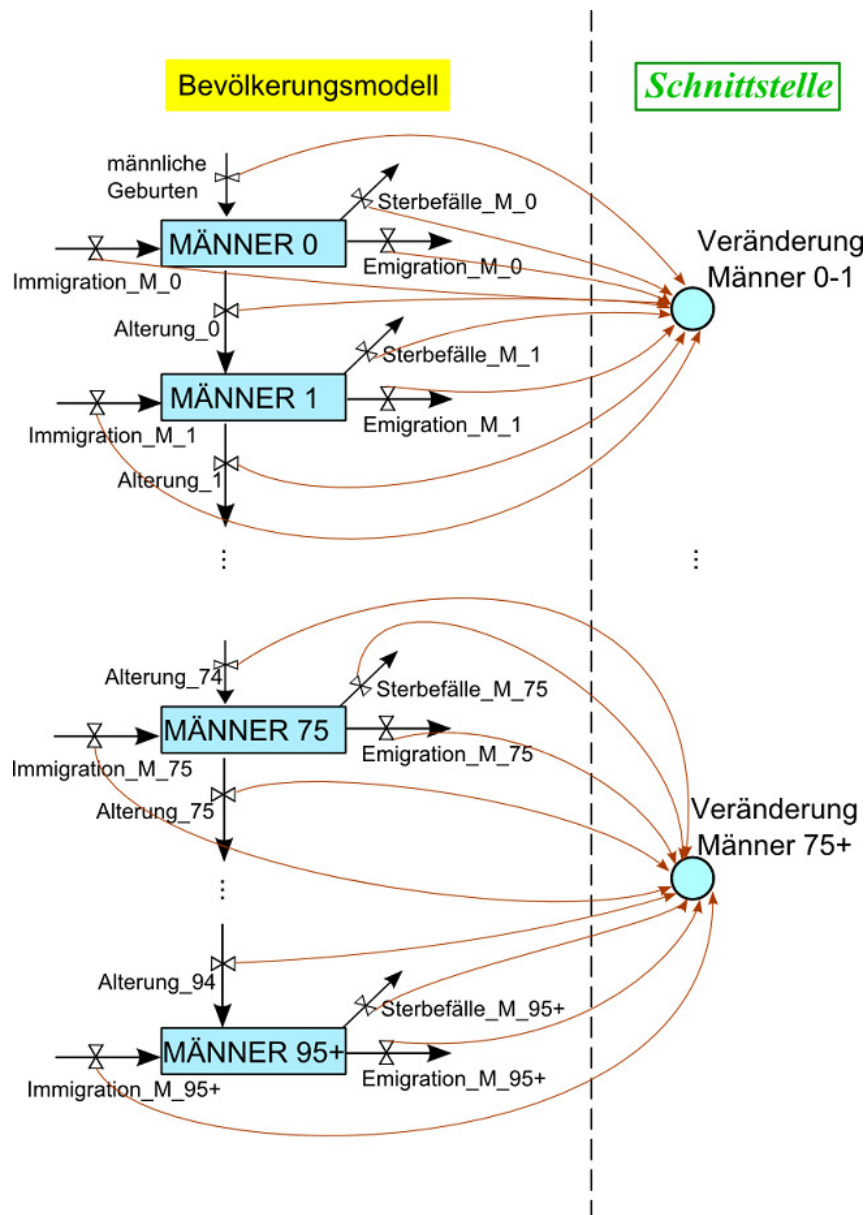 Bevölkerungsmodell
Schnittstelle
männliche
Geburten
Sterbefälle_M_0
MÄNNER 0
Immigration_M_0
Emigration_M_0
Veränderung
Männer 0-1
Alterung_0
Sterbefälle_M_1
MÄNNER 1
Immigration_M_1
Emigration_M_1
Alterung_1
...
...
Alterung_74
Sterbefälle_M_75
MÄNNER 75
Immigration_M_75
Emigration_M_75
Alterung_75
Veränderung
Männer 75+
...
Alterung_94
Sterbefälle_M_95+
MÄNNER 95+
Immigration_M_95+
Emigration_M_95+